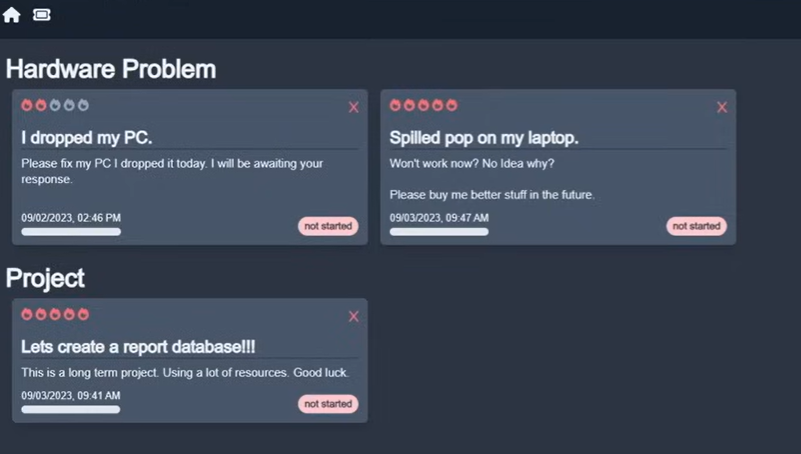 Hardware Problem
X
I dropped my PC.
Please fix my PC I dropped it today. I will be awaiting your
response.
09/02/2023, 02:46 PM
not started
X
Spilled pop on my laptop.
Won't work now? No Idea why?
Please buy me better stuff in the future.
09/03/2023, 09:47 AM
not started
Project
X
Lets create a report database!!!
This is a long term project. Using a lot of resources. Good luck.
09/03/2023, 09:41 AM
not started